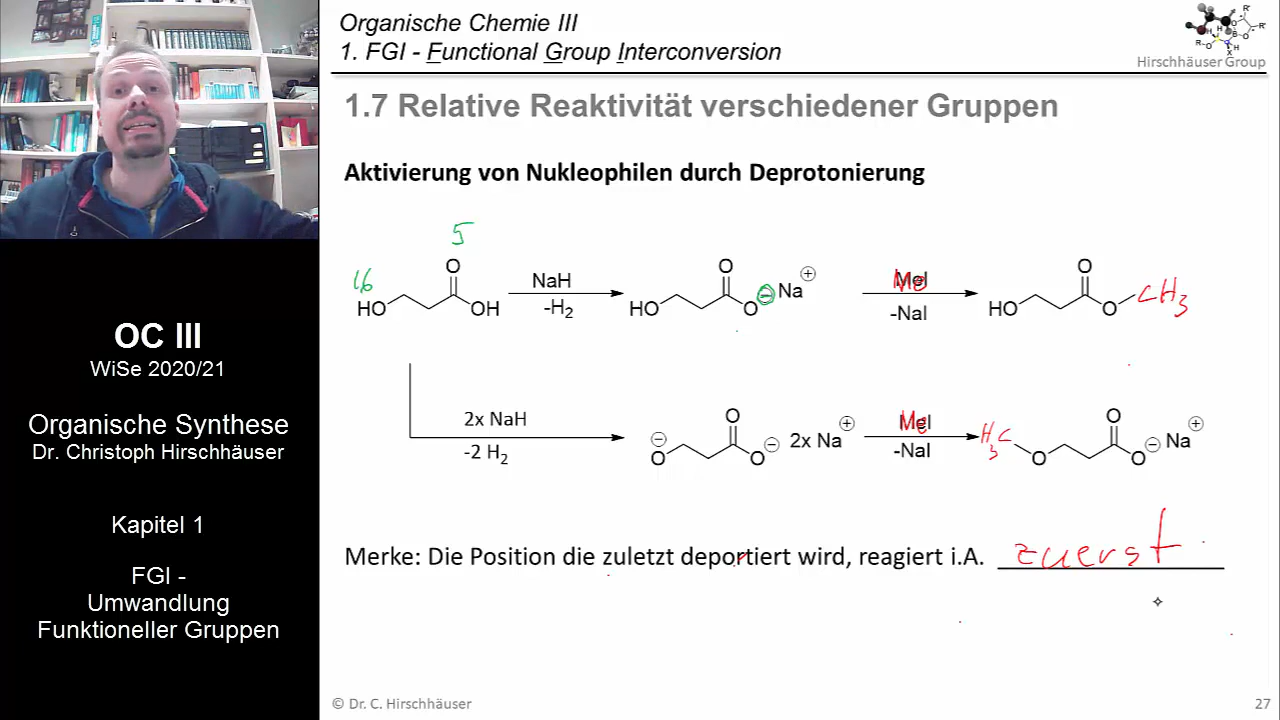 Organische Chemie III
1. FGI - Functional Group Interconversion
Hirschhäuser Group
1.7 Relative Reaktivität verschiedener Gruppen
Aktivierung von Nukleophilen durch Deprotonierung
16
5
HO
O
OH
NaH
-H2
HO
O
O
⊖
Na
⊕
MeI
-NaI
HO
O
O
CH3
2x NaH
-2 H2
⊖
O
O
O
⊖
2x Na
⊕
MeI
-NaI
H3C
O
O
O
⊖
Na
⊕
Merke: Die Position die zuletzt deportiert wird, reagiert i.A. zuerst
OC III
WiSe 2020/21
Organische Synthese
Dr. Christoph Hirschhäuser
Kapitel 1
FGI -
Umwandlung
Funktioneller Gruppen
© Dr. C. Hirschhäuser
27